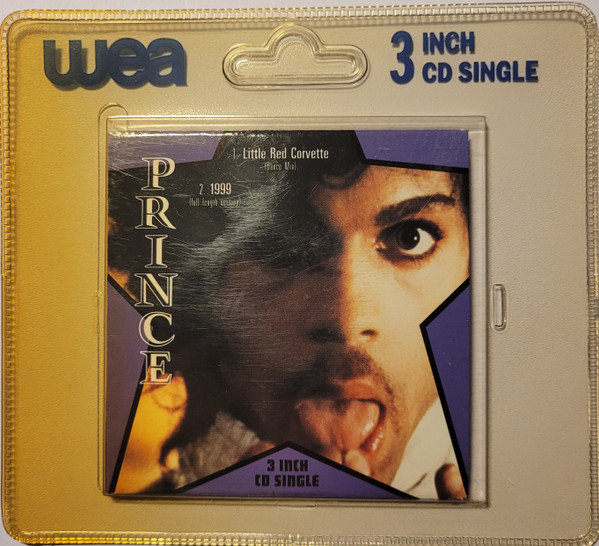 wea
3 INCH
CD SINGLE
PRINCE
1. Little Red Corvette
(Dance Mix)
2. 1999
(full-length version)
3 INCH
CD SINGLE